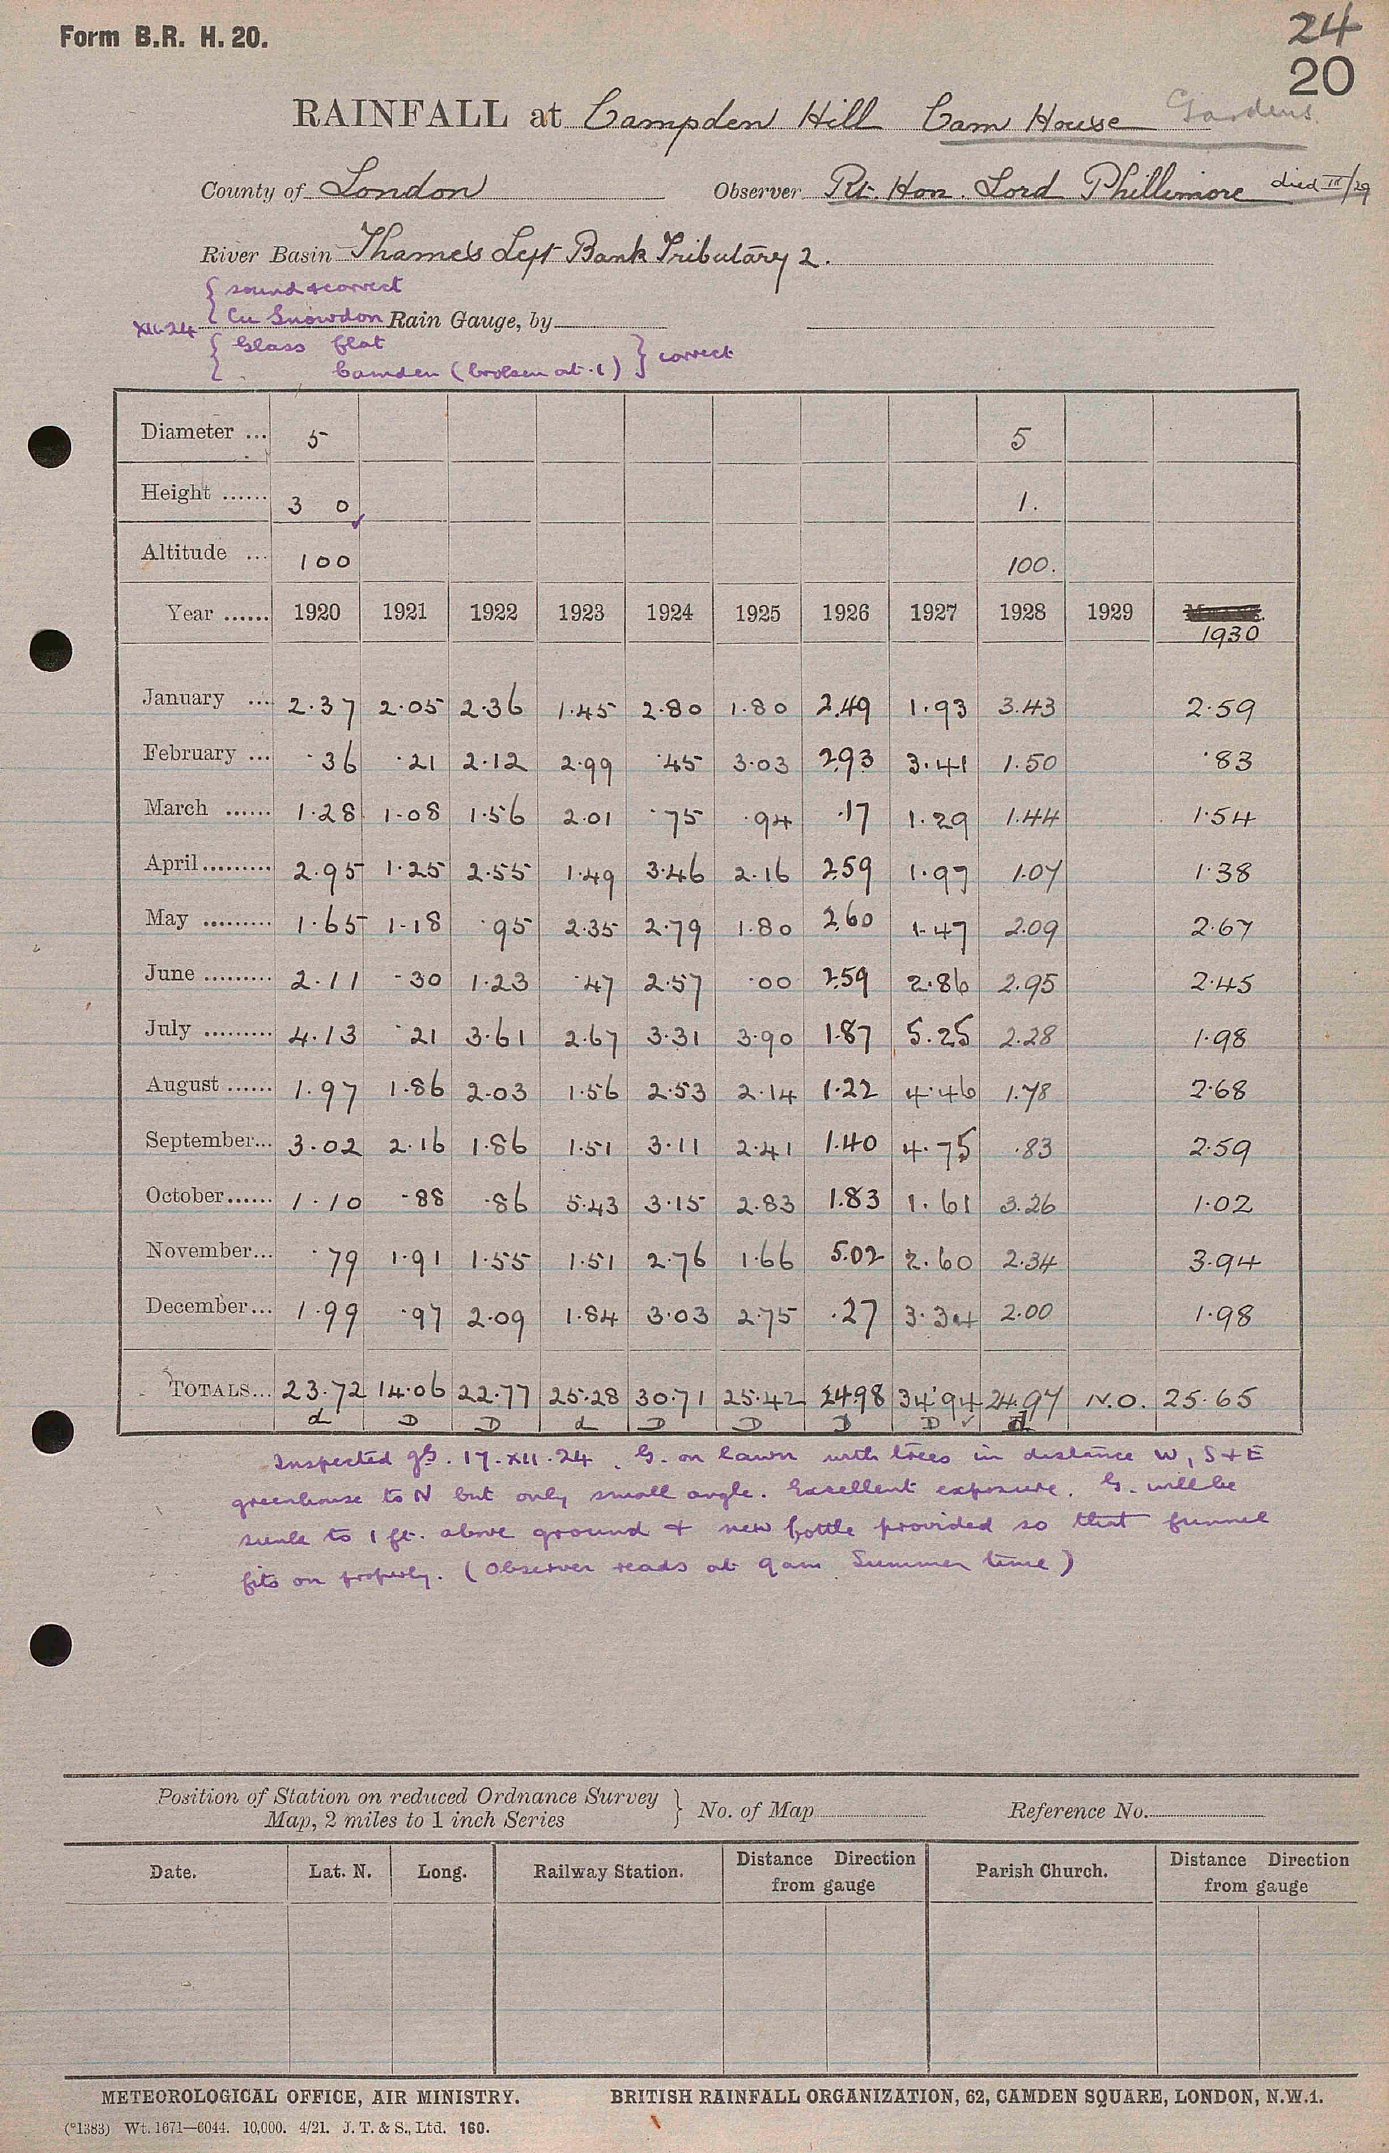 Form B.R. H. 20.
24
20
RAINFALL at Campden Hill Cam House Gardens
County of London Observer Rt. Hon. Lord Phillimore died III/29
River Basin Thames Left Bank Tributary 2.
{ sound & correct
XII.24 { Cu Snowdon Rain Gauge, by
{ Glass flat
{ Camden (broken at .1) } correct
Diameter ... 5 5
Height ...... 3 0 1.
Altitude ... 100 100.
Year ...... 1920 1921 1922 1923 1924 1925 1926 1927 1928 1929 1930
January ... 2.37 2.05 2.36 1.45 2.80 1.80 2.49 1.93 3.43 2.59
February ... .36 .21 2.12 2.99 .45 3.03 2.93 3.41 1.50 .83
March ...... 1.28 1.08 1.56 2.01 .75 .94 .17 1.29 1.44 1.54
April ......... 2.95 1.25 2.55 1.49 3.46 2.16 2.59 1.97 1.07 1.38
May ......... 1.65 1.18 .95 2.35 2.79 1.80 2.60 1.47 2.09 2.67
June ......... 2.11 .30 1.23 .47 2.57 .00 2.59 2.86 2.95 2.45
July ......... 4.13 .21 3.61 2.67 3.31 3.90 1.87 5.25 2.28 1.98
August ...... 1.97 1.86 2.03 1.56 2.53 2.14 1.22 4.46 1.78 2.68
September... 3.02 2.16 1.86 1.51 3.11 2.41 1.40 4.75 .83 2.59
October...... 1.10 .88 .86 5.43 3.15 2.83 1.83 1.61 3.26 1.02
November... .79 1.91 1.55 1.51 2.76 1.66 5.02 2.60 2.34 3.94
December... 1.99 .97 2.09 1.84 3.03 2.75 .27 3.34 2.00 1.98
TOTALS... 23.72 14.06 22.77 25.28 30.71 25.42 24.98 34.94 24.97 N.O. 25.65
d D D d D D D D ✓ d
Inspected 17.XII.24. G. on lawn with trees in distance W, S & E
greenhouse to N but only small angle. Excellent exposure. G. will be
sunk to 1 ft. above ground & new bottle provided so that funnel
fits on properly. (Observer reads at 9am Summer time)
Position of Station on reduced Ordnance Survey
Map, 2 miles to 1 inch Series } No. of Map Reference No.
Date. Lat. N. Long. Railway Station. Distance Direction from gauge Parish Church. Distance Direction from gauge
METEOROLOGICAL OFFICE, AIR MINISTRY. BRITISH RAINFALL ORGANIZATION, 62, CAMDEN SQUARE, LONDON, N.W.1.
(*1383) Wt. 1671—6044. 10,000. 4/21. J. T. & S., Ltd. 160.